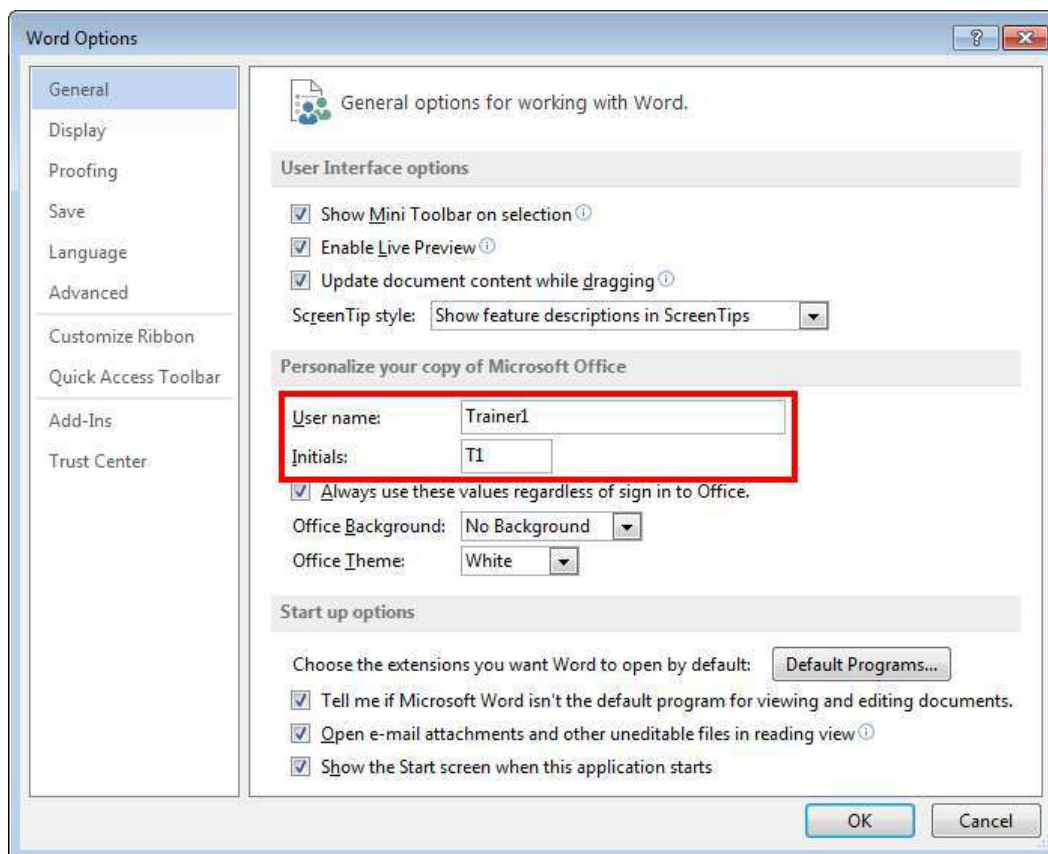 Word Options
General
Display
Proofing
Save
Language
Advanced
Customize Ribbon
Quick Access Toolbar
Add-Ins
Trust Center
General options for working with Word.
User Interface options
Show Mini Toolbar on selection
Enable Live Preview
Update document content while dragging
ScreenTip style: Show feature descriptions in ScreenTips
Personalize your copy of Microsoft Office
User name: Trainer1
Initials: T1
Always use these values regardless of sign in to Office.
Office Background: No Background
Office Theme: White
Start up options
Choose the extensions you want Word to open by default: Default Programs...
Tell me if Microsoft Word isn't the default program for viewing and editing documents.
Open e-mail attachments and other uneditable files in reading view
Show the Start screen when this application starts
OK Cancel